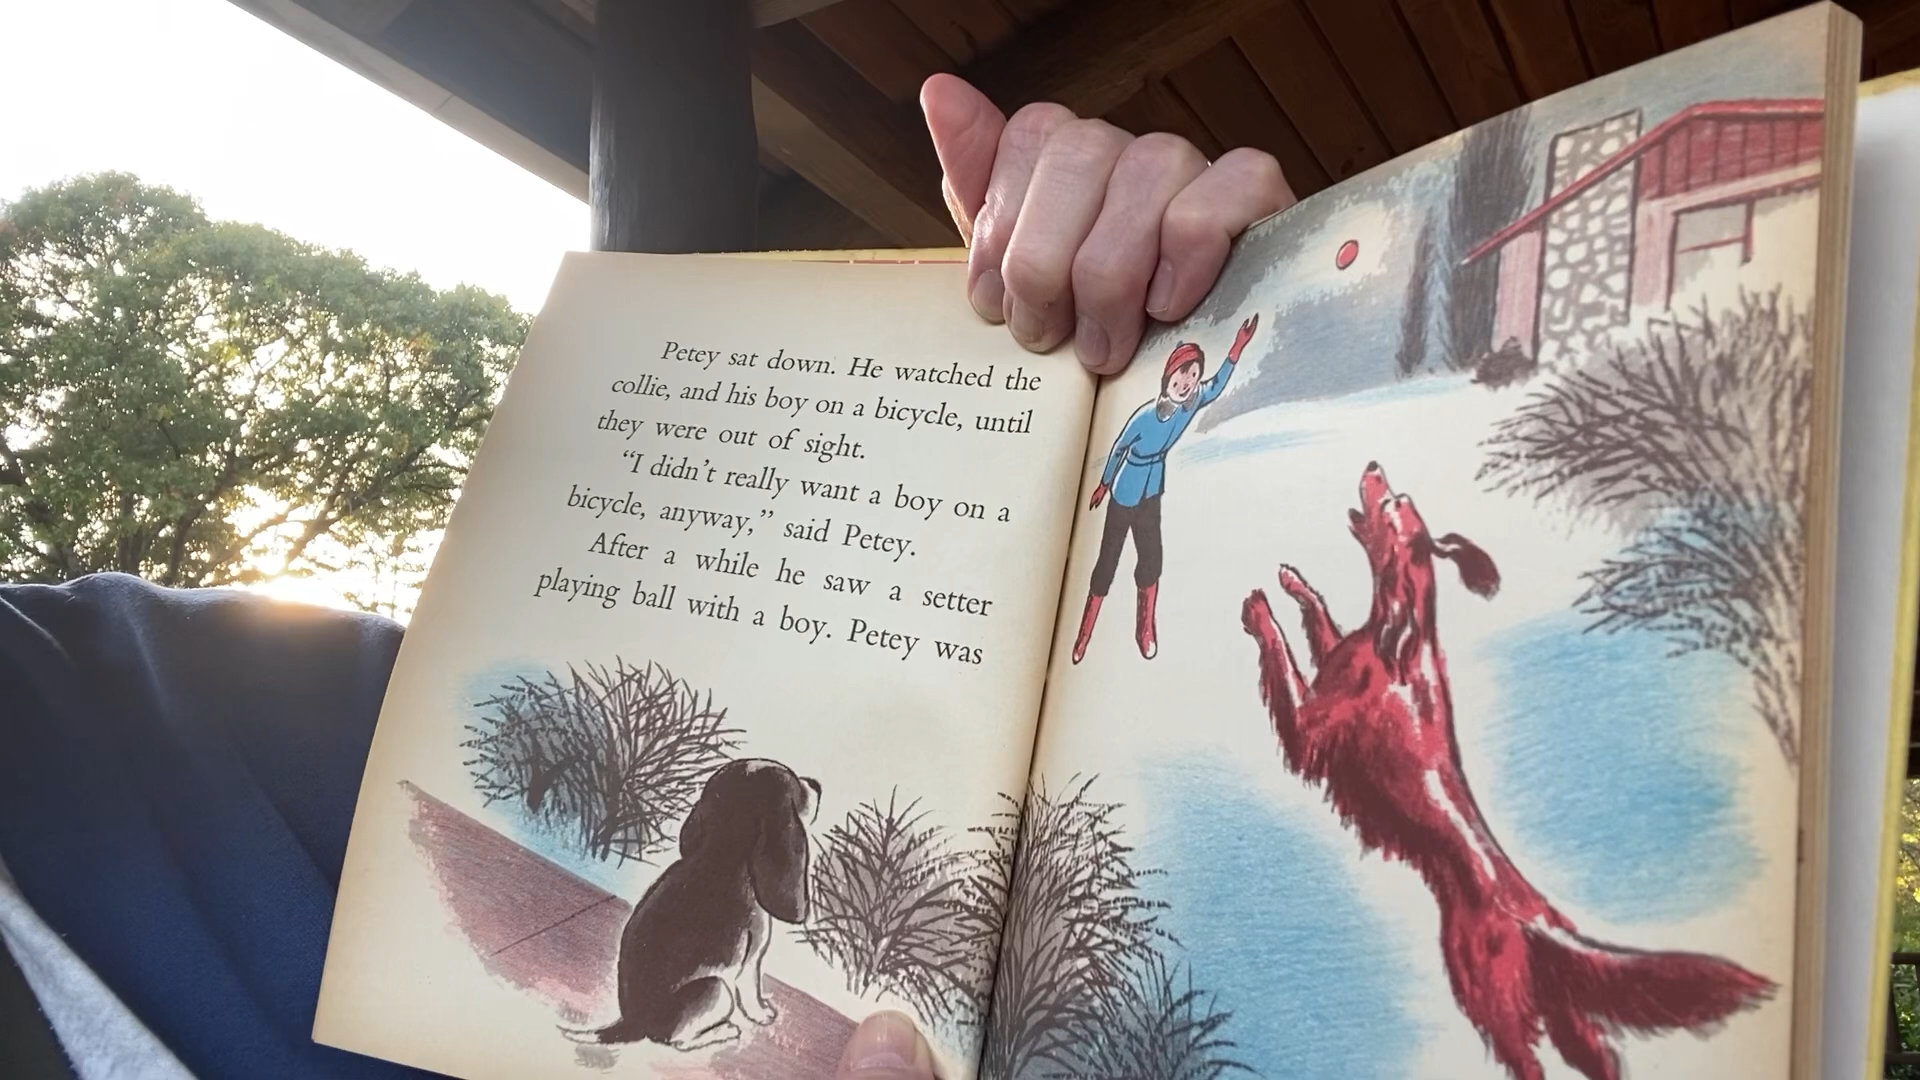 Petey sat down. He watched the
collie, and his boy on a bicycle, until
they were out of sight.
“I didn’t really want a boy on a
bicycle, anyway,” said Petey.
After a while he saw a setter
playing ball with a boy. Petey was